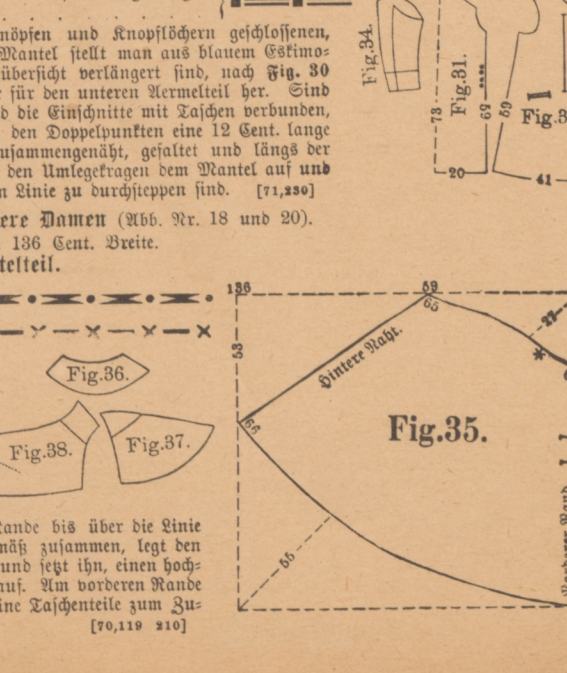 nöpfen und Knopflöchern geschlossenen,
Mantel stellt man aus blauem Eskimo-
übersicht verlängert sind, nach Fig. 30
für den unteren Aermelteil her. Sind
d die Einschnitte mit Taschen verbunden,
den Doppelpunkten eine 12 Cent. lange
usammengenäht, gefaltet und längs der
den Umlegekragen dem Mantel auf und
n Linie zu durchsteppen sind. [71,230]
ere Damen (Abb. Nr. 18 und 20).
136 Cent. Breite.
telteil.
Fig.34.
Fig.31.
73
62
59
20
41
Fig.3
Fig.36.
Fig.38.
Fig.37.
136
59
65
53
27
Hintere Naht.
66
Fig.35.
55
Rande bis über die Linie
mäß zusammen, legt den
und setzt ihn, einen hoch-
auf. Am vorderen Rande
ine Taschenteile zum Zu-
[70,119 210]